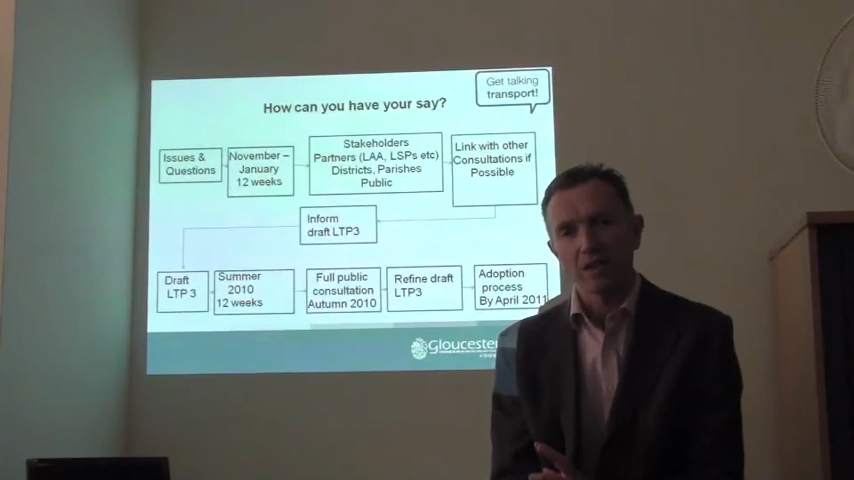 Get talking
transport!
How can you have your say?
Issues &
Questions
November –
January
12 weeks
Stakeholders
Partners (LAA, LSPs etc)
Districts, Parishes
Public
Link with other
Consultations if
Possible
Inform
draft LTP3
Draft
LTP 3
Summer
2010
12 weeks
Full public
consultation
Autumn 2010
Refine draft
LTP3
Adoption
process
By April 2011
Gloucester